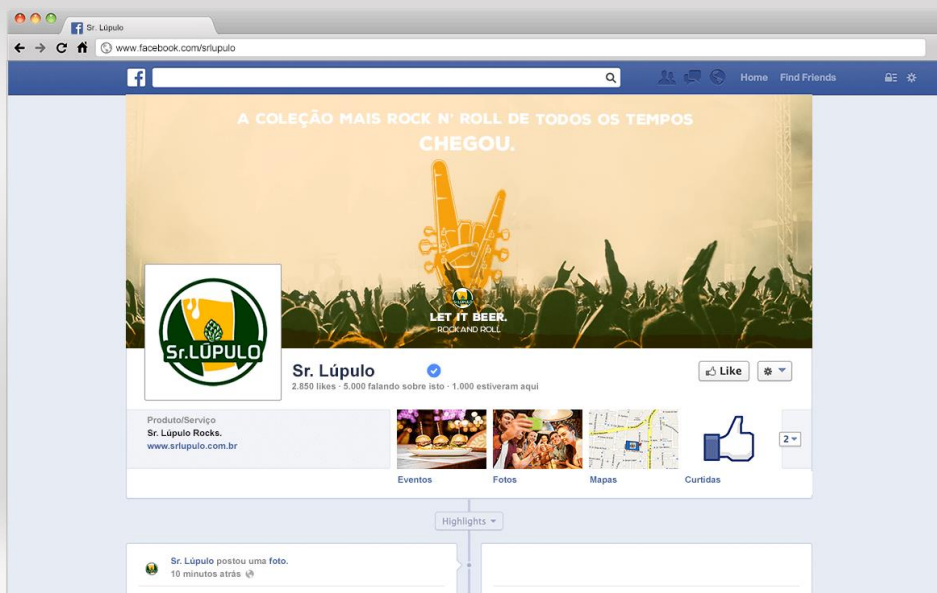 Sr. Lúpulo
www.facebook.com/srlupulo
f
Home Find Friends
A COLEÇÃO MAIS ROCK N' ROLL DE TODOS OS TEMPOS
CHEGOU.
LET IT BEER.
ROCK AND ROLL
Sr.LÚPULO
Sr. Lúpulo
Like
2.850 likes · 5.000 falando sobre isto · 1.000 estiveram aqui
Produto/Serviço
Sr. Lúpulo Rocks.
www.srlupulo.com.br
2
Eventos Fotos Mapas Curtidas
Highlights
Sr. Lúpulo postou uma foto.
10 minutos atrás